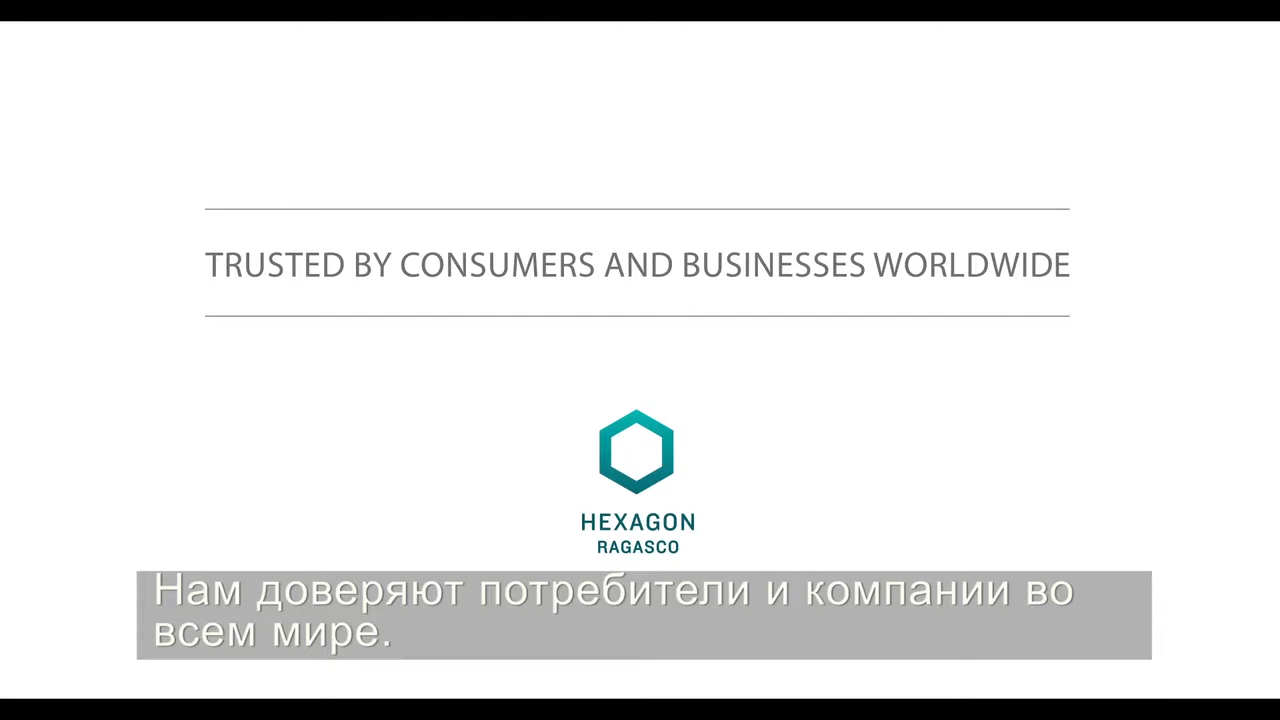 TRUSTED BY CONSUMERS AND BUSINESSES WORLDWIDE
HEXAGON
RAGASCO
Нам доверяют потребители и компании во
всем мире.